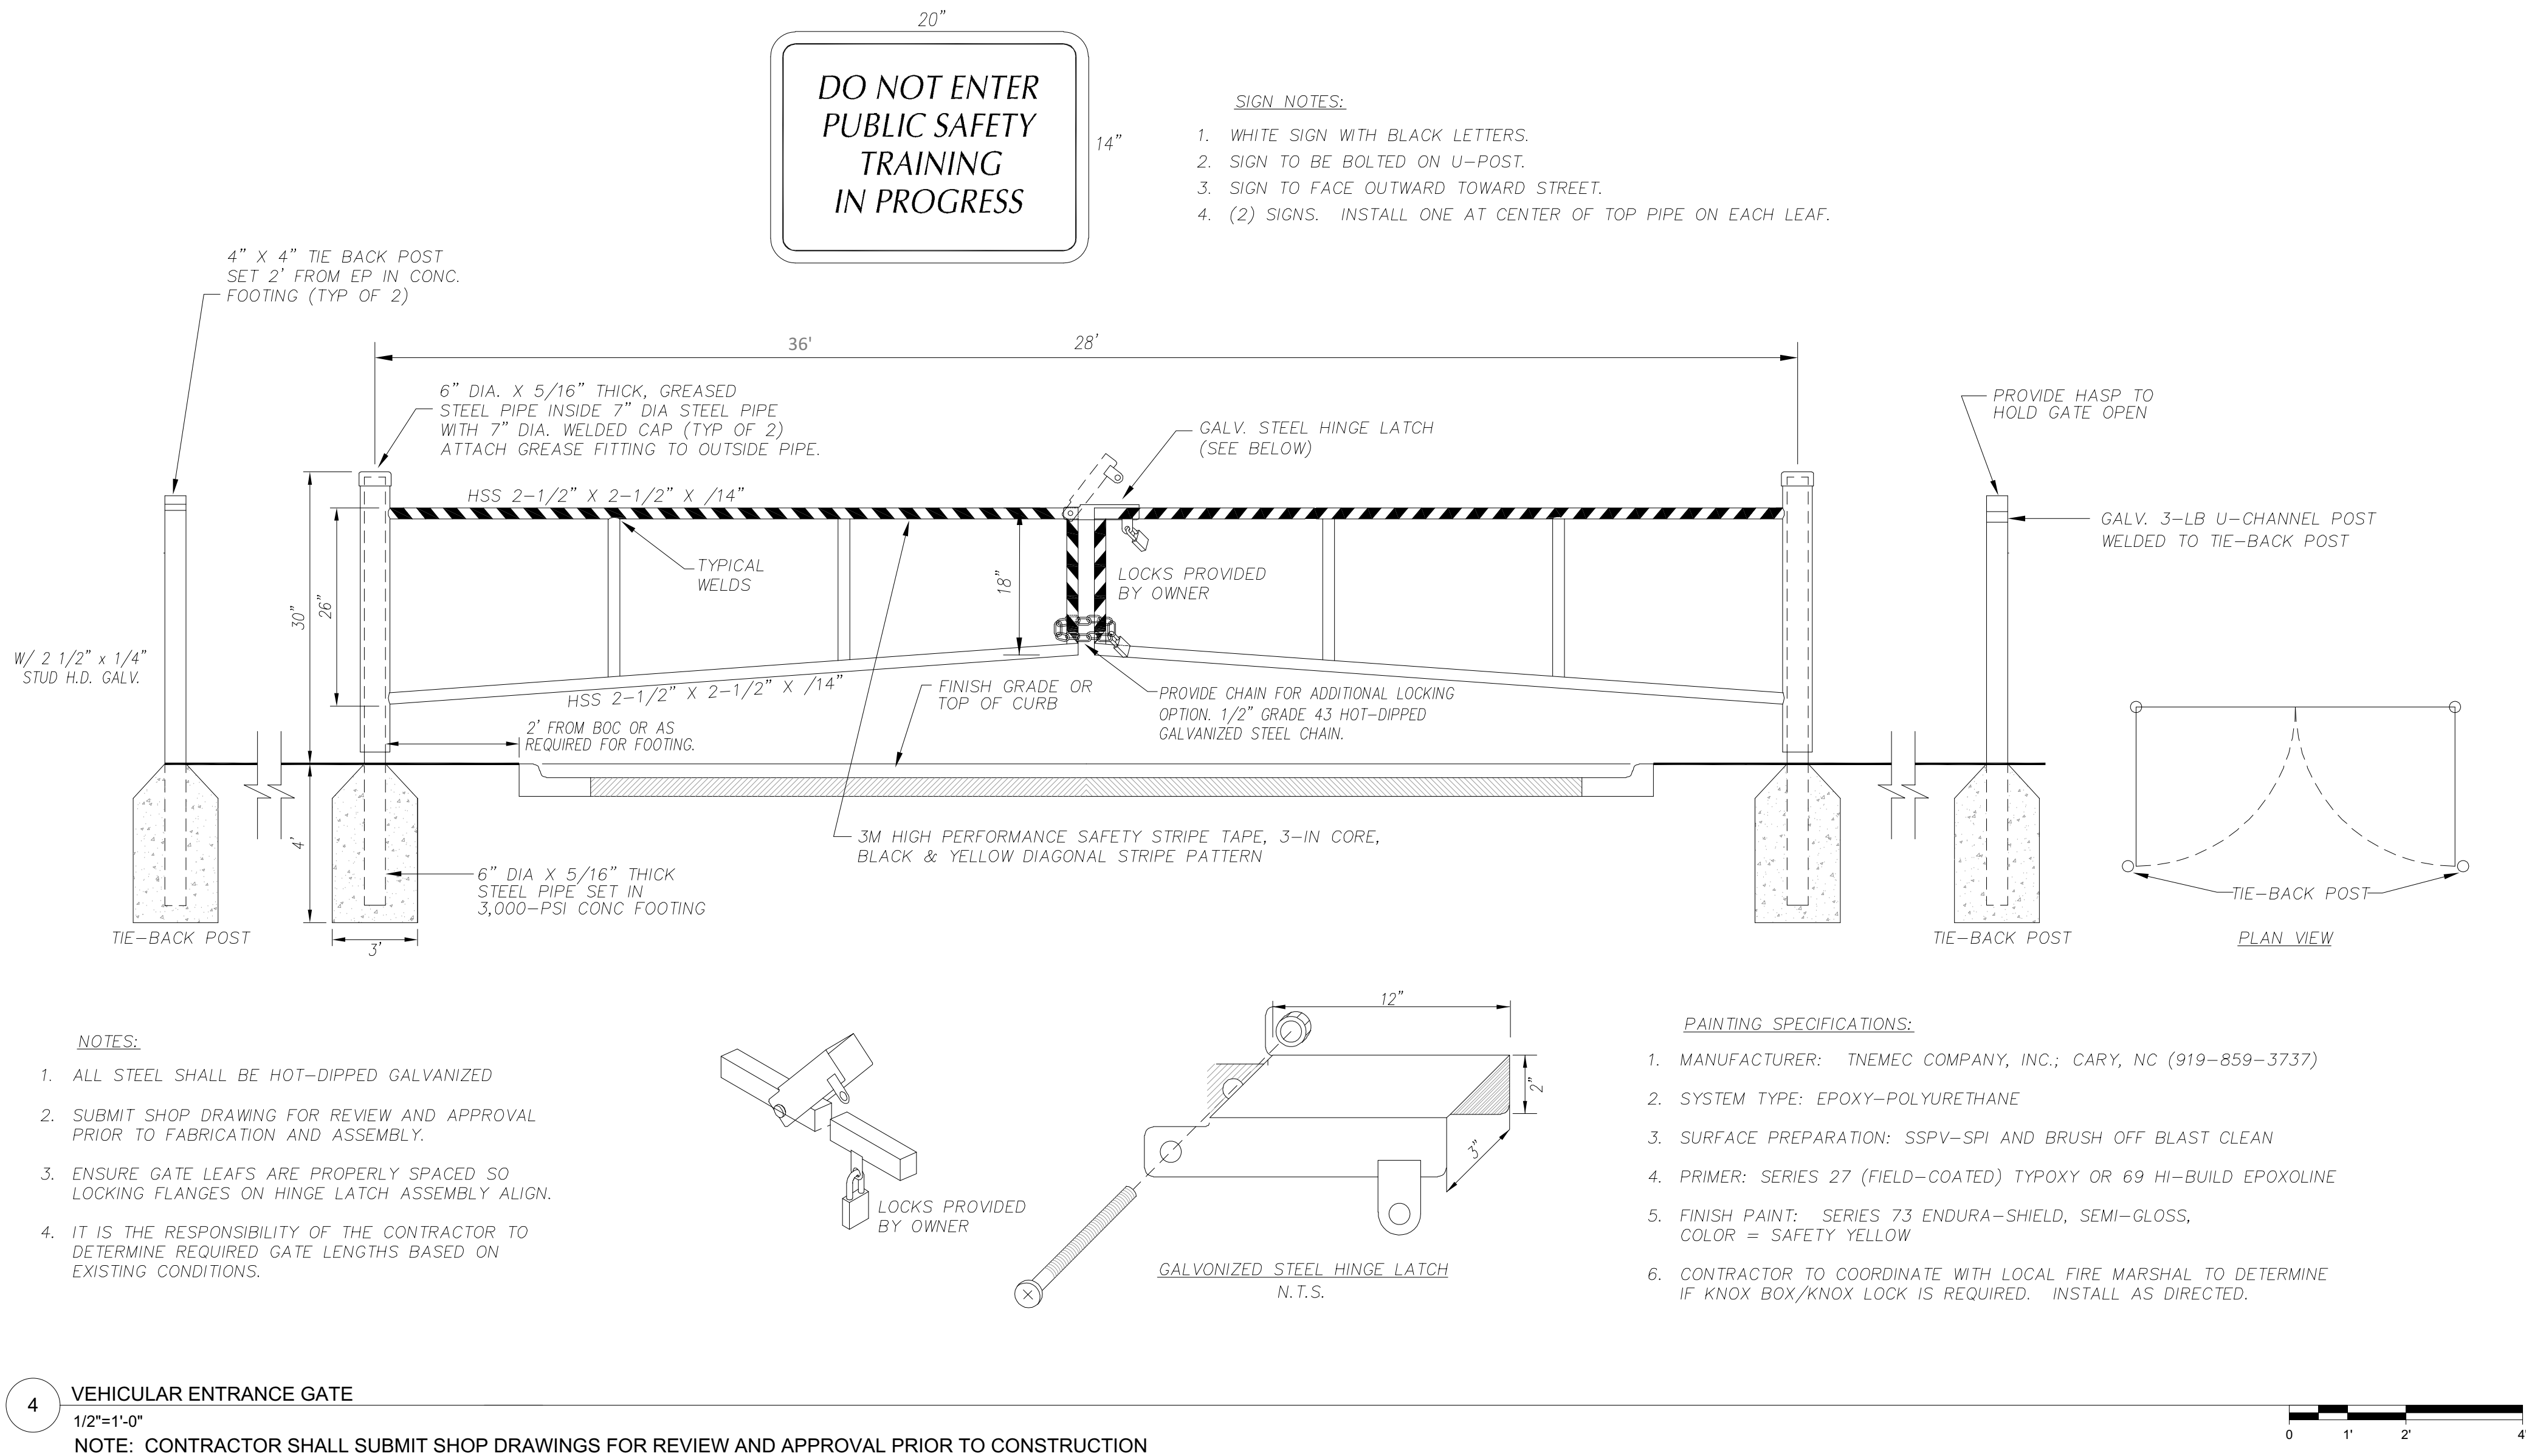 20”
DO NOT ENTER
PUBLIC SAFETY
TRAINING
IN PROGRESS
14”
SIGN NOTES:
1. WHITE SIGN WITH BLACK LETTERS.
2. SIGN TO BE BOLTED ON U-POST.
3. SIGN TO FACE OUTWARD TOWARD STREET.
4. (2) SIGNS. INSTALL ONE AT CENTER OF TOP PIPE ON EACH LEAF.
4” X 4” TIE BACK POST
SET 2’ FROM EP IN CONC.
FOOTING (TYP OF 2)
36'
28’
6” DIA. X 5/16” THICK, GREASED
STEEL PIPE INSIDE 7” DIA STEEL PIPE
WITH 7” DIA. WELDED CAP (TYP OF 2)
ATTACH GREASE FITTING TO OUTSIDE PIPE.
GALV. STEEL HINGE LATCH
(SEE BELOW)
PROVIDE HASP TO
HOLD GATE OPEN
HSS 2-1/2” X 2-1/2” X /14”
GALV. 3-LB U-CHANNEL POST
WELDED TO TIE-BACK POST
TYPICAL
WELDS
18”
LOCKS PROVIDED
BY OWNER
30”
26”
W/ 2 1/2” x 1/4”
STUD H.D. GALV.
HSS 2-1/2” X 2-1/2” X /14”
FINISH GRADE OR
TOP OF CURB
PROVIDE CHAIN FOR ADDITIONAL LOCKING
OPTION. 1/2” GRADE 43 HOT-DIPPED
GALVANIZED STEEL CHAIN.
2’ FROM BOC OR AS
REQUIRED FOR FOOTING.
4’
3M HIGH PERFORMANCE SAFETY STRIPE TAPE, 3-IN CORE,
BLACK & YELLOW DIAGONAL STRIPE PATTERN
6” DIA X 5/16” THICK
STEEL PIPE SET IN
3,000-PSI CONC FOOTING
3’
TIE-BACK POST
TIE-BACK POST
TIE-BACK POST
PLAN VIEW
NOTES:
1. ALL STEEL SHALL BE HOT-DIPPED GALVANIZED
2. SUBMIT SHOP DRAWING FOR REVIEW AND APPROVAL
PRIOR TO FABRICATION AND ASSEMBLY.
3. ENSURE GATE LEAFS ARE PROPERLY SPACED SO
LOCKING FLANGES ON HINGE LATCH ASSEMBLY ALIGN.
4. IT IS THE RESPONSIBILITY OF THE CONTRACTOR TO
DETERMINE REQUIRED GATE LENGTHS BASED ON
EXISTING CONDITIONS.
LOCKS PROVIDED
BY OWNER
12”
2”
3”
GALVONIZED STEEL HINGE LATCH
N.T.S.
PAINTING SPECIFICATIONS:
1. MANUFACTURER: TNEMEC COMPANY, INC.; CARY, NC (919-859-3737)
2. SYSTEM TYPE: EPOXY-POLYURETHANE
3. SURFACE PREPARATION: SSPV-SPI AND BRUSH OFF BLAST CLEAN
4. PRIMER: SERIES 27 (FIELD-COATED) TYPOXY OR 69 HI-BUILD EPOXOLINE
5. FINISH PAINT: SERIES 73 ENDURA-SHIELD, SEMI-GLOSS,
COLOR = SAFETY YELLOW
6. CONTRACTOR TO COORDINATE WITH LOCAL FIRE MARSHAL TO DETERMINE
IF KNOX BOX/KNOX LOCK IS REQUIRED. INSTALL AS DIRECTED.
4
VEHICULAR ENTRANCE GATE
1/2"=1'-0"
NOTE: CONTRACTOR SHALL SUBMIT SHOP DRAWINGS FOR REVIEW AND APPROVAL PRIOR TO CONSTRUCTION
0 1' 2' 4'